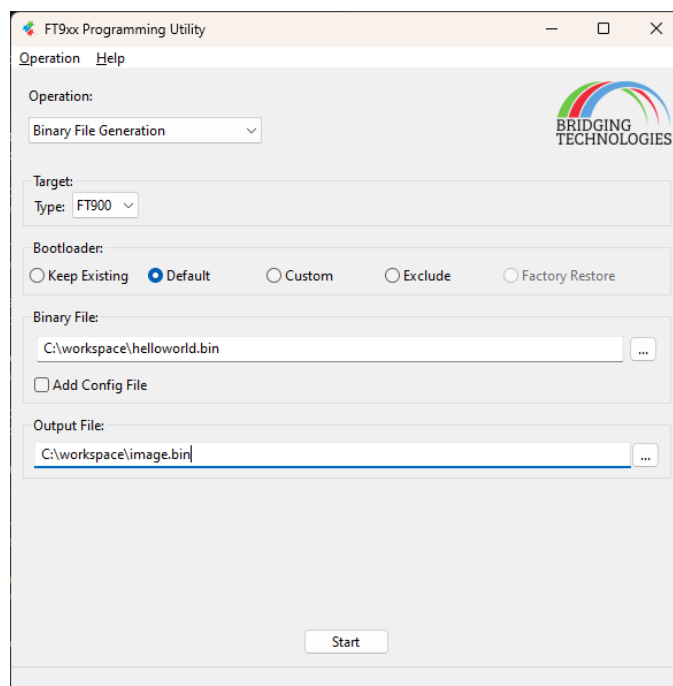 FT9xx Programming Utility
Operation Help
Operation:
Binary File Generation
BRIDGING
TECHNOLOGIES
Target:
Type: FT900
Bootloader:
Keep Existing Default Custom Exclude Factory Restore
Binary File:
C:\workspace\helloworld.bin
...
Add Config File
Output File:
C:\workspace\image.bin
...
Start